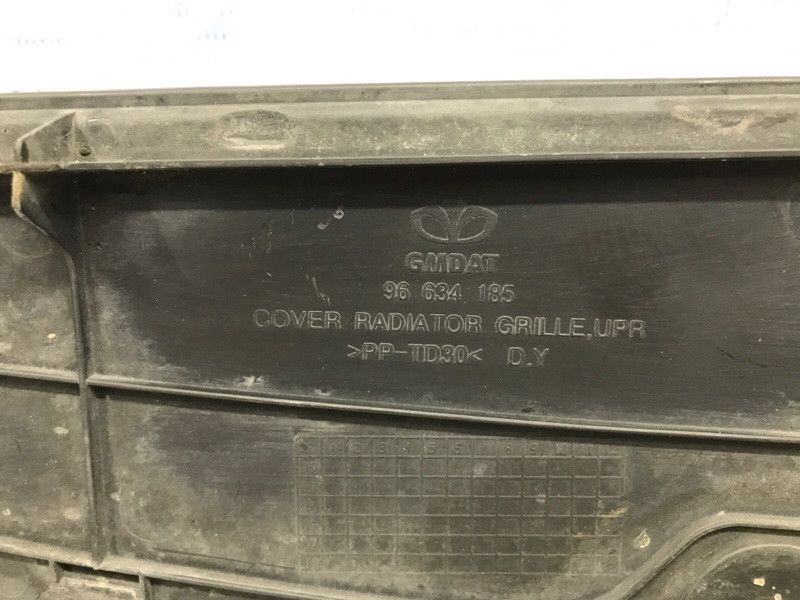 GMDAT
96 634 185
COVER RADIATOR GRILLE,UPR
>PP-TD30< D.Y